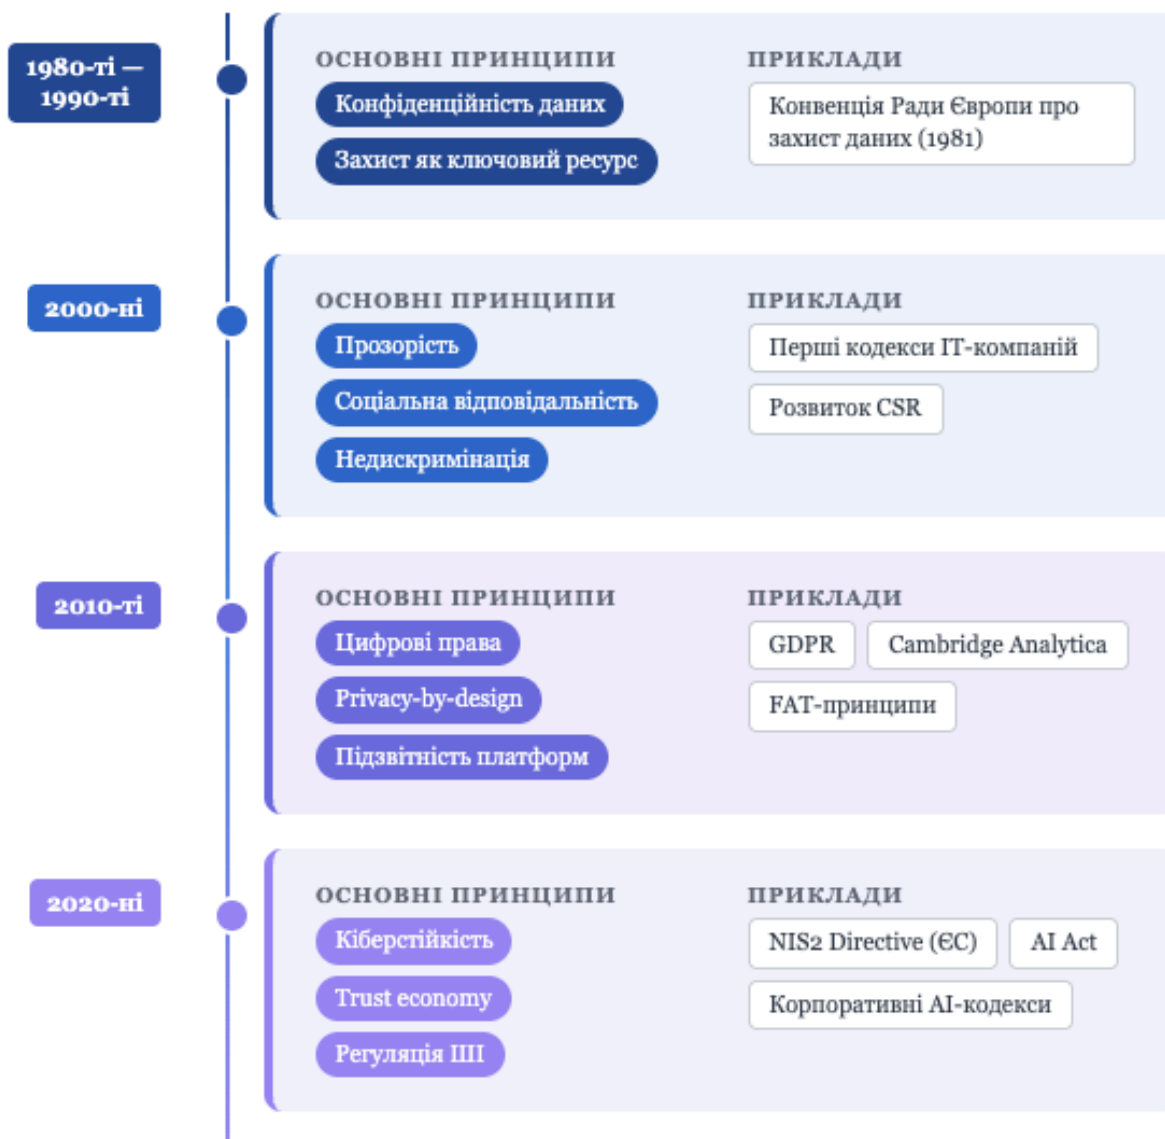 1980-ті —
1990-ті
ОСНОВНІ ПРИНЦИПИ
Конфіденційність даних
Захист як ключовий ресурс
ПРИКЛАДИ
Конвенція Ради Європи про
захист даних (1981)
2000-ні
ОСНОВНІ ПРИНЦИПИ
Прозорість
Соціальна відповідальність
Недискримінація
ПРИКЛАДИ
Перші кодекси ІТ-компаній
Розвиток CSR
2010-ті
ОСНОВНІ ПРИНЦИПИ
Цифрові права
Privacy-by-design
Підзвітність платформ
ПРИКЛАДИ
GDPR
Cambridge Analytica
FAT-принципи
2020-ні
ОСНОВНІ ПРИНЦИПИ
Кіберстійкість
Trust economy
Регуляція ШІ
ПРИКЛАДИ
NIS2 Directive (ЄС)
AI Act
Корпоративні AI-кодекси